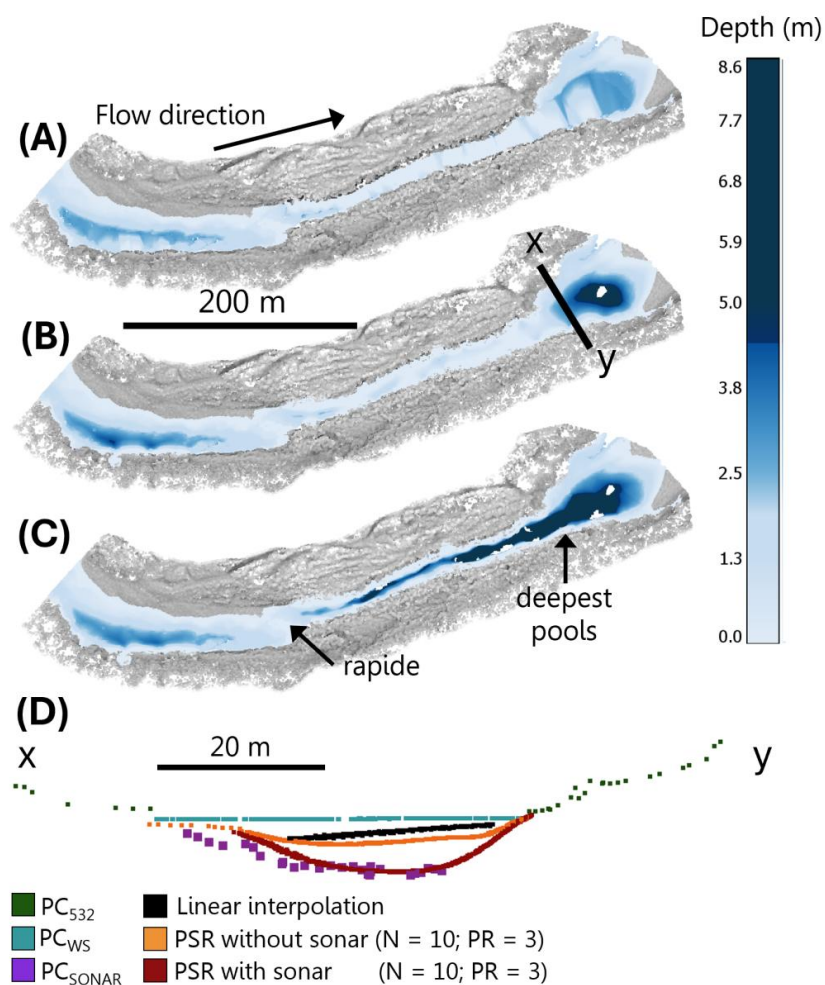 Depth (m)
8.6
7.7
6.8
5.9
5.0
3.8
2.5
1.3
0.0
Flow direction
(A)
x
200 m
(B)
y
(C)
deepest
pools
rapide
(D)
x
20 m
y
PC532
Linear interpolation
PCWS
PSR without sonar (N = 10; PR = 3)
PCSONAR
PSR with sonar (N = 10; PR = 3)